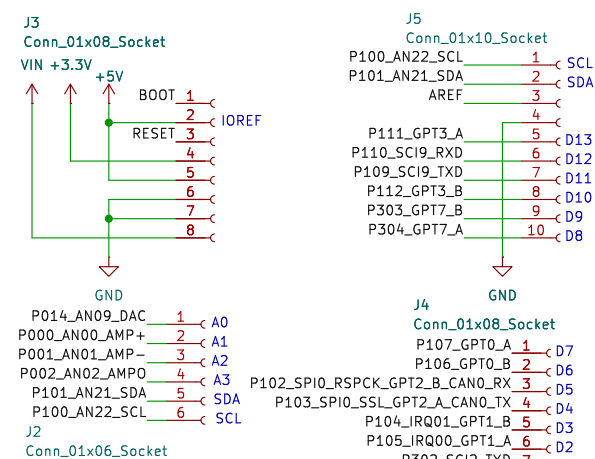 J3
Conn_01x08_Socket
VIN +3.3V
+5V
BOOT 1
2 IOREF
RESET 3
4
5
6
7
8
GND
J5
Conn_01x10_Socket
P100_AN22_SCL 1 SCL
P101_AN21_SDA 2 SDA
AREF 3
4
P111_GPT3_A 5 D13
P110_SCI9_RXD 6 D12
P109_SCI9_TXD 7 D11
P112_GPT3_B 8 D10
P303_GPT7_B 9 D9
P304_GPT7_A 10 D8
GND
P014_AN09_DAC 1 A0
P000_AN00_AMP+ 2 A1
P001_AN01_AMP- 3 A2
P002_AN02_AMPO 4 A3
P101_AN21_SDA 5 SDA
P100_AN22_SCL 6 SCL
J2
Conn_01x06_Socket
J4
Conn_01x08_Socket
P107_GPT0_A 1 D7
P106_GPT0_B 2 D6
P102_SPI0_RSPCK_GPT2_B_CAN0_RX 3 D5
P103_SPI0_SSL_GPT2_A_CAN0_TX 4 D4
P104_IRQ01_GPT1_B 5 D3
P105_IRQ00_GPT1_A 6 D2
P302_SCI2_TXD 7